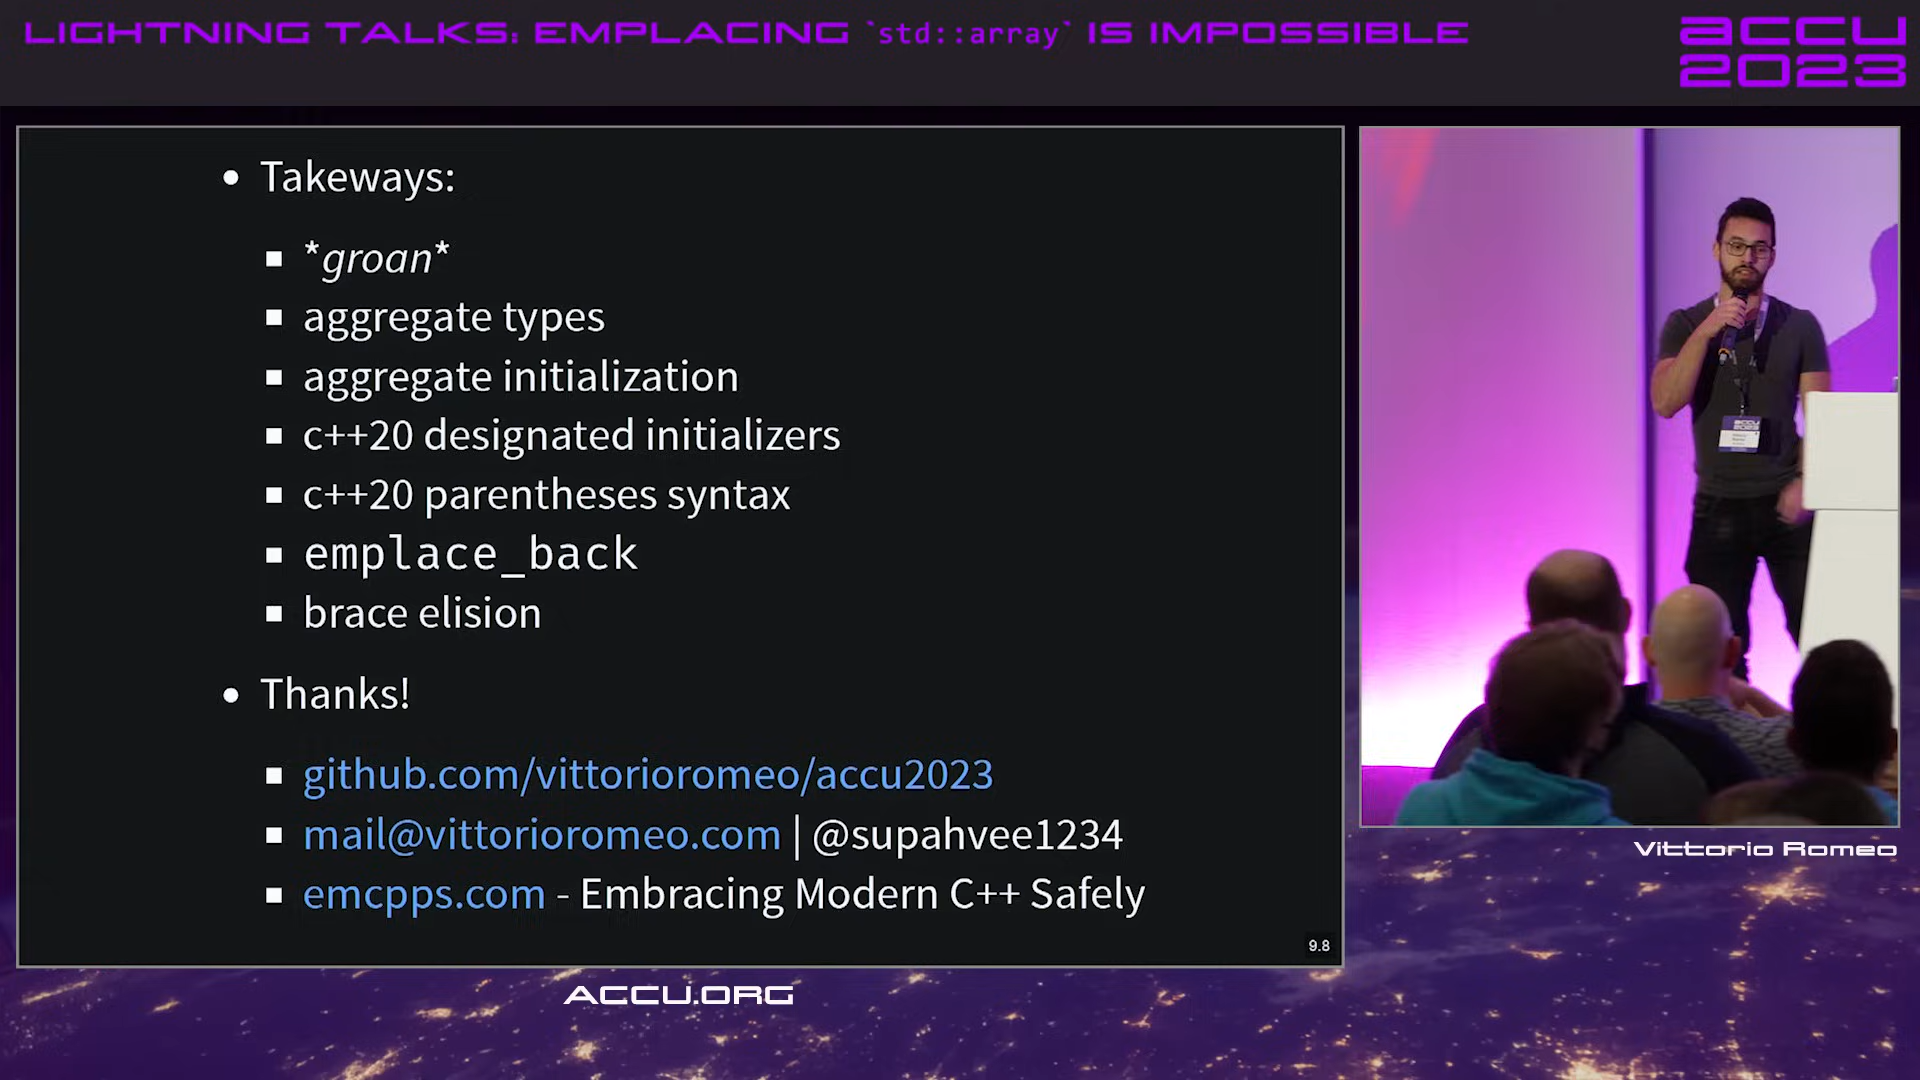 LIGHTNING TALKS: EMPLACING `std::array` IS IMPOSSIBLE
accu
2023
Takeways:
*groan*
aggregate types
aggregate initialization
c++20 designated initializers
c++20 parentheses syntax
emplace_back
brace elision
Thanks!
github.com/vittorioromeo/accu2023
mail@vittorioromeo.com | @supahvee1234
emcpps.com - Embracing Modern C++ Safely
9.8
Vittorio Romeo
ACCU.ORG